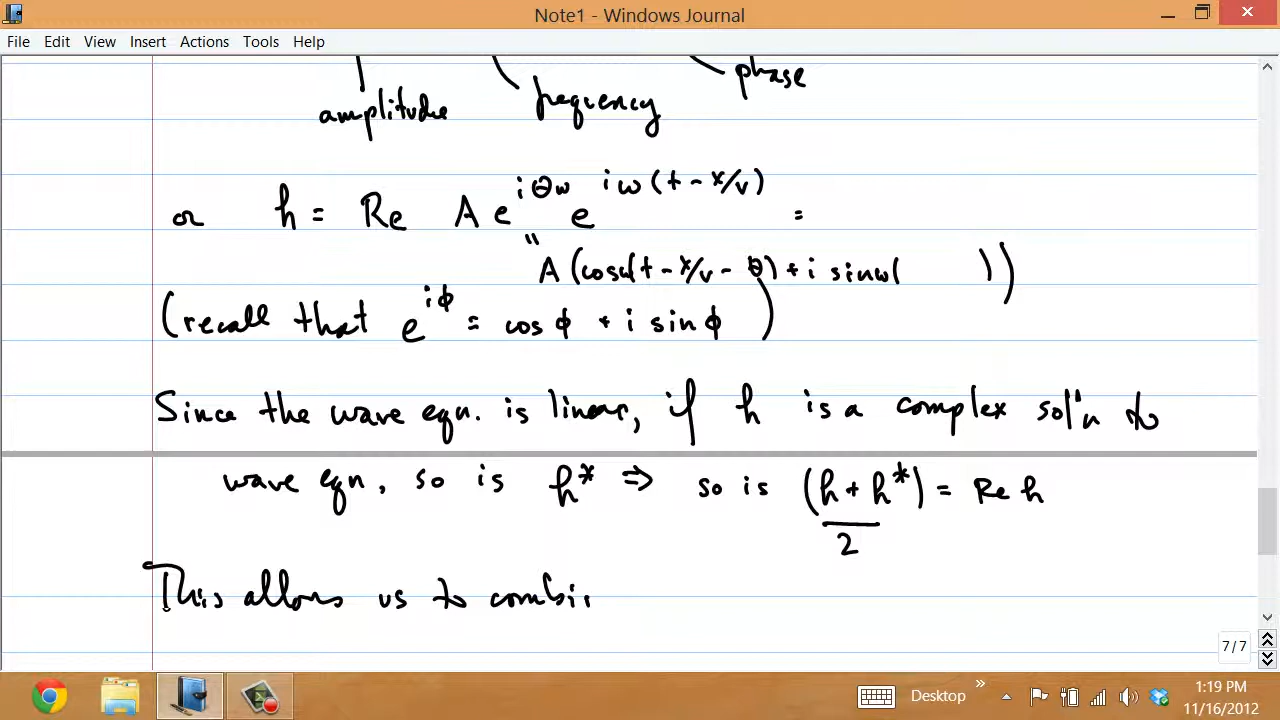 Note1 - Windows Journal
File Edit View Insert Actions Tools Help
phase
amplitude frequency
or h = Re A e^{iθω} e^{iω(t - x/v)} =
"
A (cosω(t - x/v - θ) + i sinω( ))
(recall that e^{iϕ} = cos ϕ + i sin ϕ)
Since the wave eqn. is linear, if h is a complex sol'n to
wave eqn, so is h* ⇒ so is (h + h*)/2 = Re h
This allows us to combi
7 / 7
Desktop
»
1:19 PM
11/16/2012